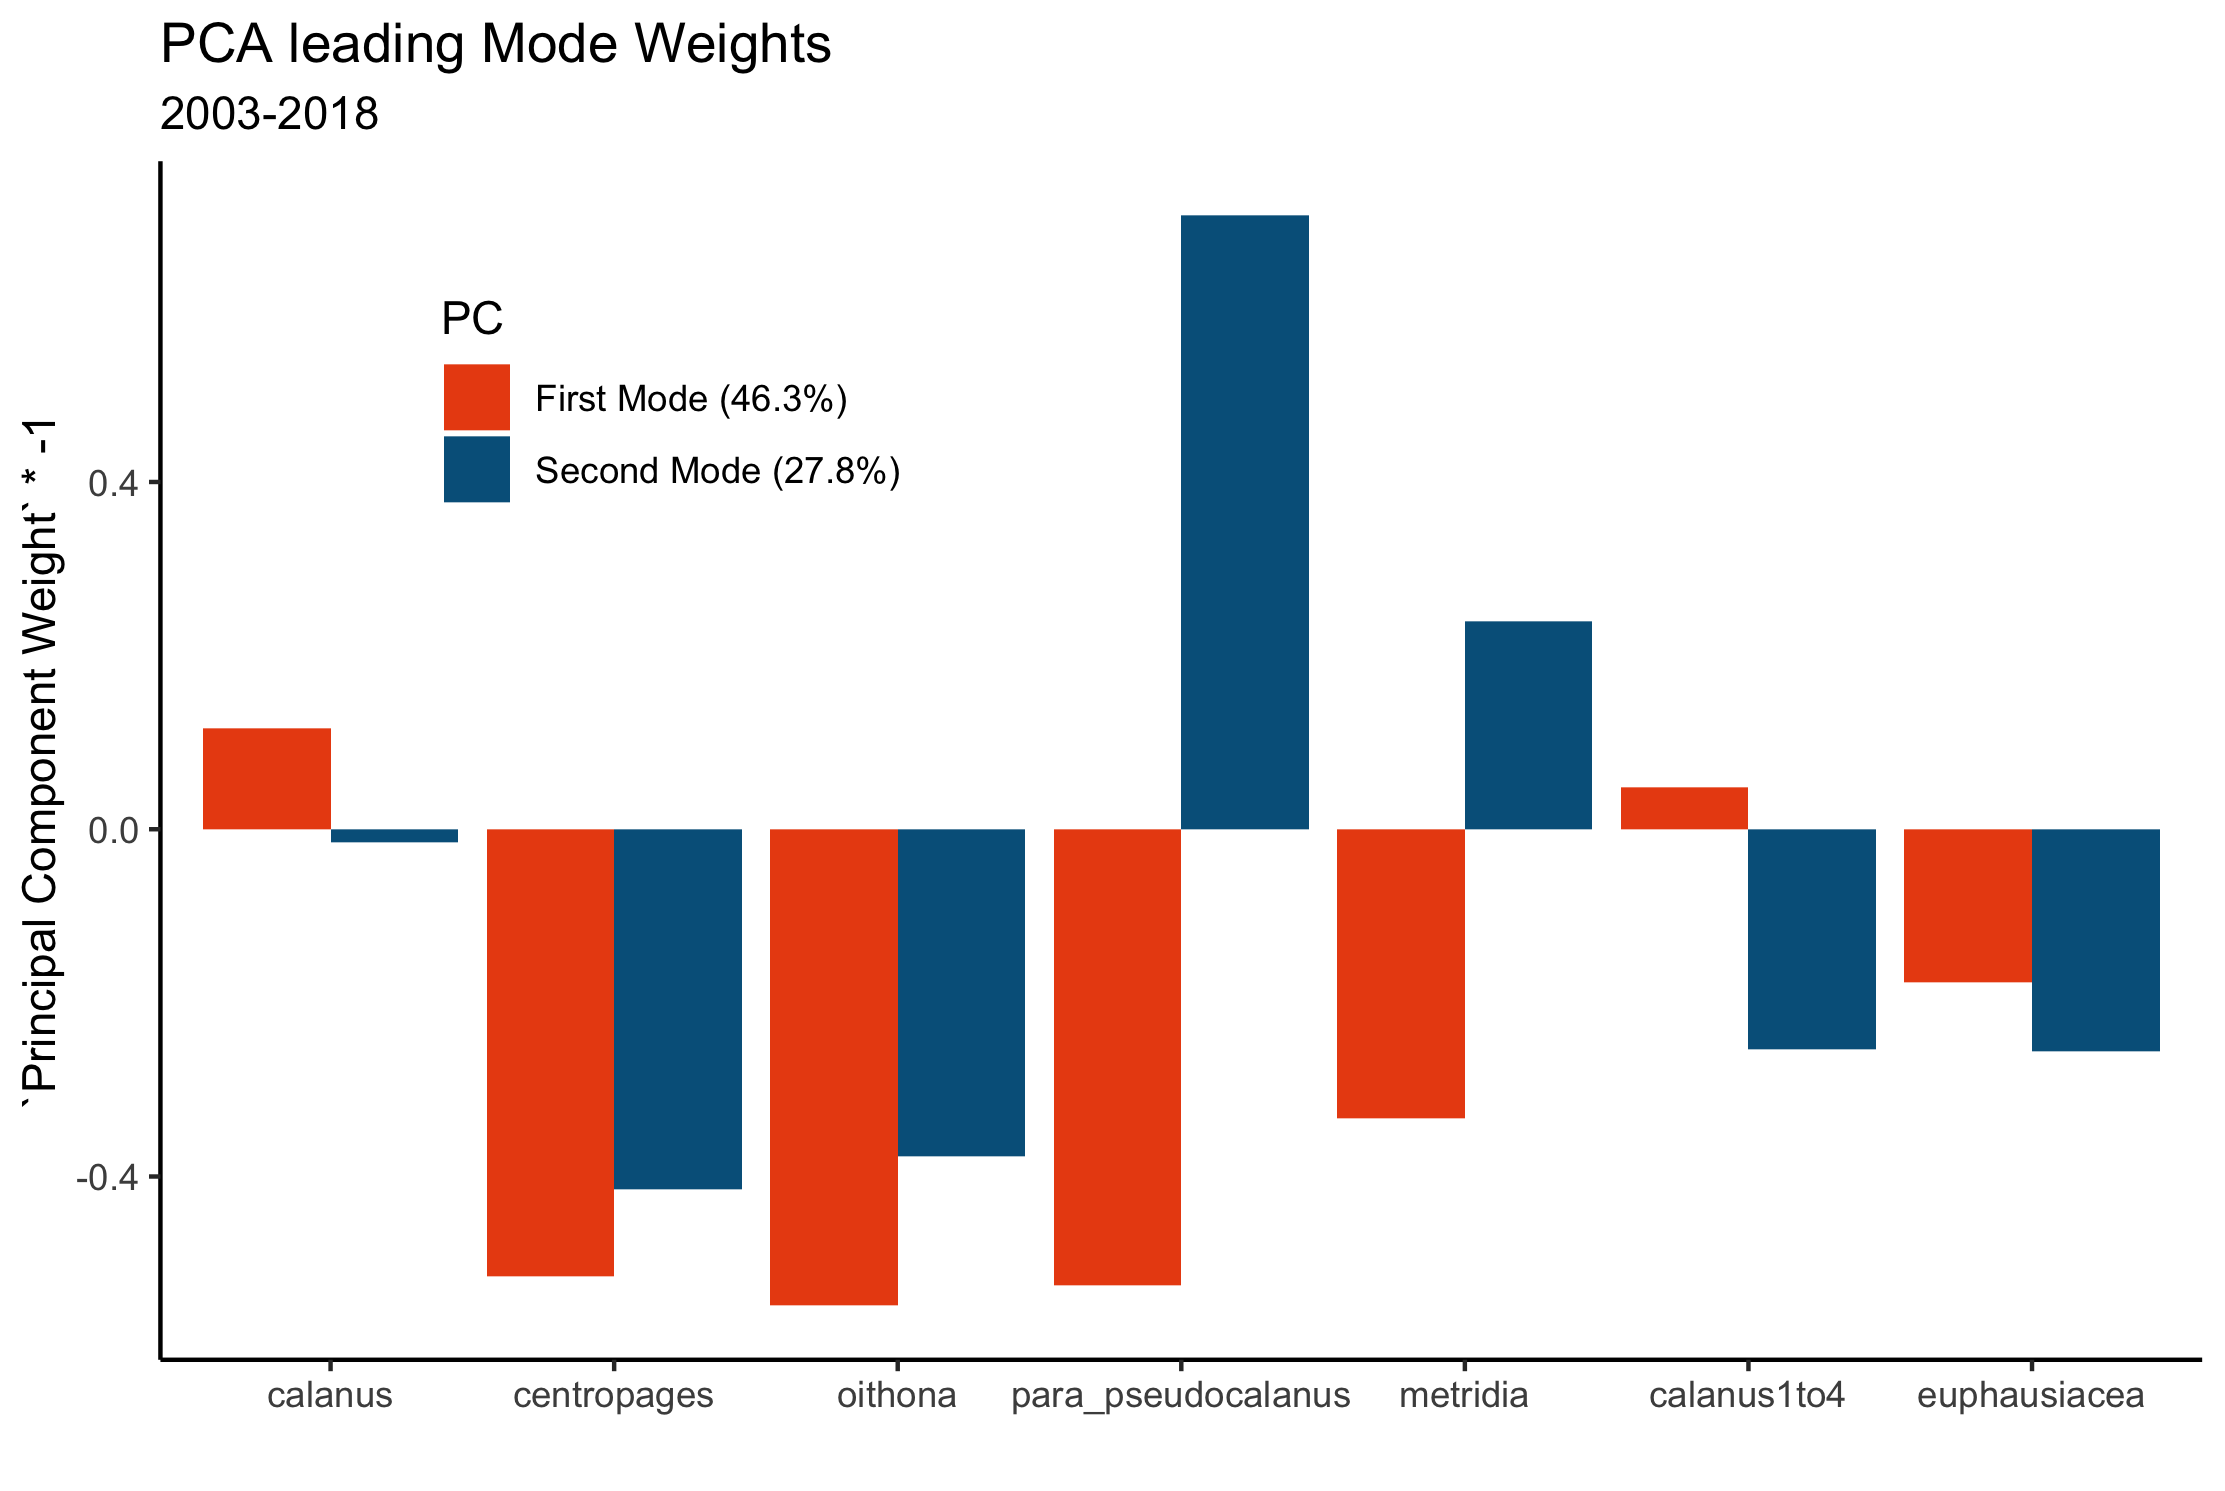 PCA leading Mode Weights
2003-2018
`Principal Component Weight` * -1
PC
First Mode (46.3%)
Second Mode (27.8%)
0.4
0.0
-0.4
calanus
centropages
oithona
para_pseudocalanus
metridia
calanus1to4
euphausiacea